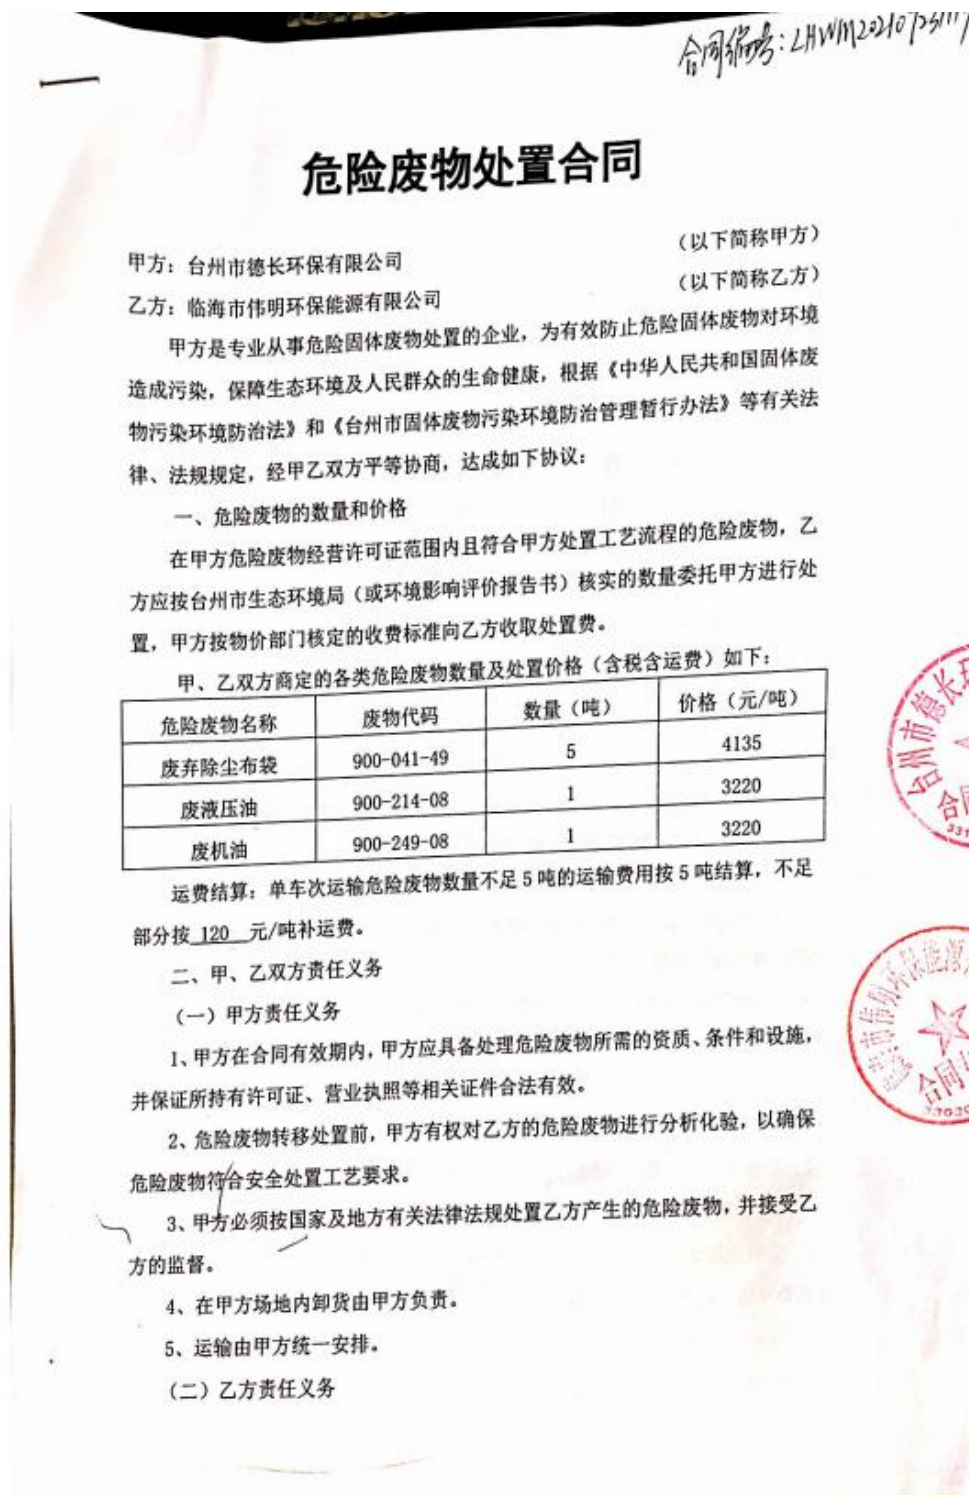 合同编号：LHWM20210723
危险废物处置合同
甲方：台州市德长环保有限公司 （以下简称甲方）
乙方：临海市伟明环保能源有限公司 （以下简称乙方）
甲方是专业从事危险固体废物处置的企业，为有效防止危险固体废物对环境
造成污染，保障生态环境及人民群众的生命健康，根据《中华人民共和国固体废
物污染环境防治法》和《台州市固体废物污染环境防治管理暂行办法》等有关法
律、法规规定，经甲乙双方平等协商，达成如下协议：
一、危险废物的数量和价格
在甲方危险废物经营许可证范围内且符合甲方处置工艺流程的危险废物，乙
方应按台州市生态环境局（或环境影响评价报告书）核实的数量委托甲方进行处
置，甲方按物价部门核定的收费标准向乙方收取处置费。
甲、乙双方商定的各类危险废物数量及处置价格（含税含运费）如下：
危险废物名称 废物代码 数量（吨） 价格（元/吨）
废弃除尘布袋 900-041-49 5 4135
废液压油 900-214-08 1 3220
废机油 900-249-08 1 3220
运费结算：单车次运输危险废物数量不足 5 吨的运输费用按 5 吨结算，不足
部分按 120 元/吨补运费。
二、甲、乙双方责任义务
（一）甲方责任义务
1、甲方在合同有效期内，甲方应具备处理危险废物所需的资质、条件和设施，
并保证所持有许可证、营业执照等相关证件合法有效。
2、危险废物转移处置前，甲方有权对乙方的危险废物进行分析化验，以确保
危险废物符合安全处置工艺要求。
3、甲方必须按国家及地方有关法律法规处置乙方产生的危险废物，并接受乙
方的监督。
4、在甲方场地内卸货由甲方负责。
5、运输由甲方统一安排。
（二）乙方责任义务
台州市德长环
合同
331
市伟明环保能源
合同
33020